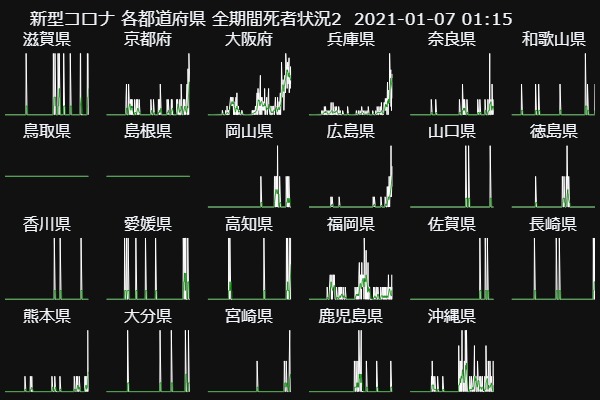 新型コロナ 各都道府県 全期間死者状況2 2021-01-07 01:15
滋賀県 京都府 大阪府 兵庫県 奈良県 和歌山県
鳥取県 島根県 岡山県 広島県 山口県 徳島県
香川県 愛媛県 高知県 福岡県 佐賀県 長崎県
熊本県 大分県 宮崎県 鹿児島県 沖縄県